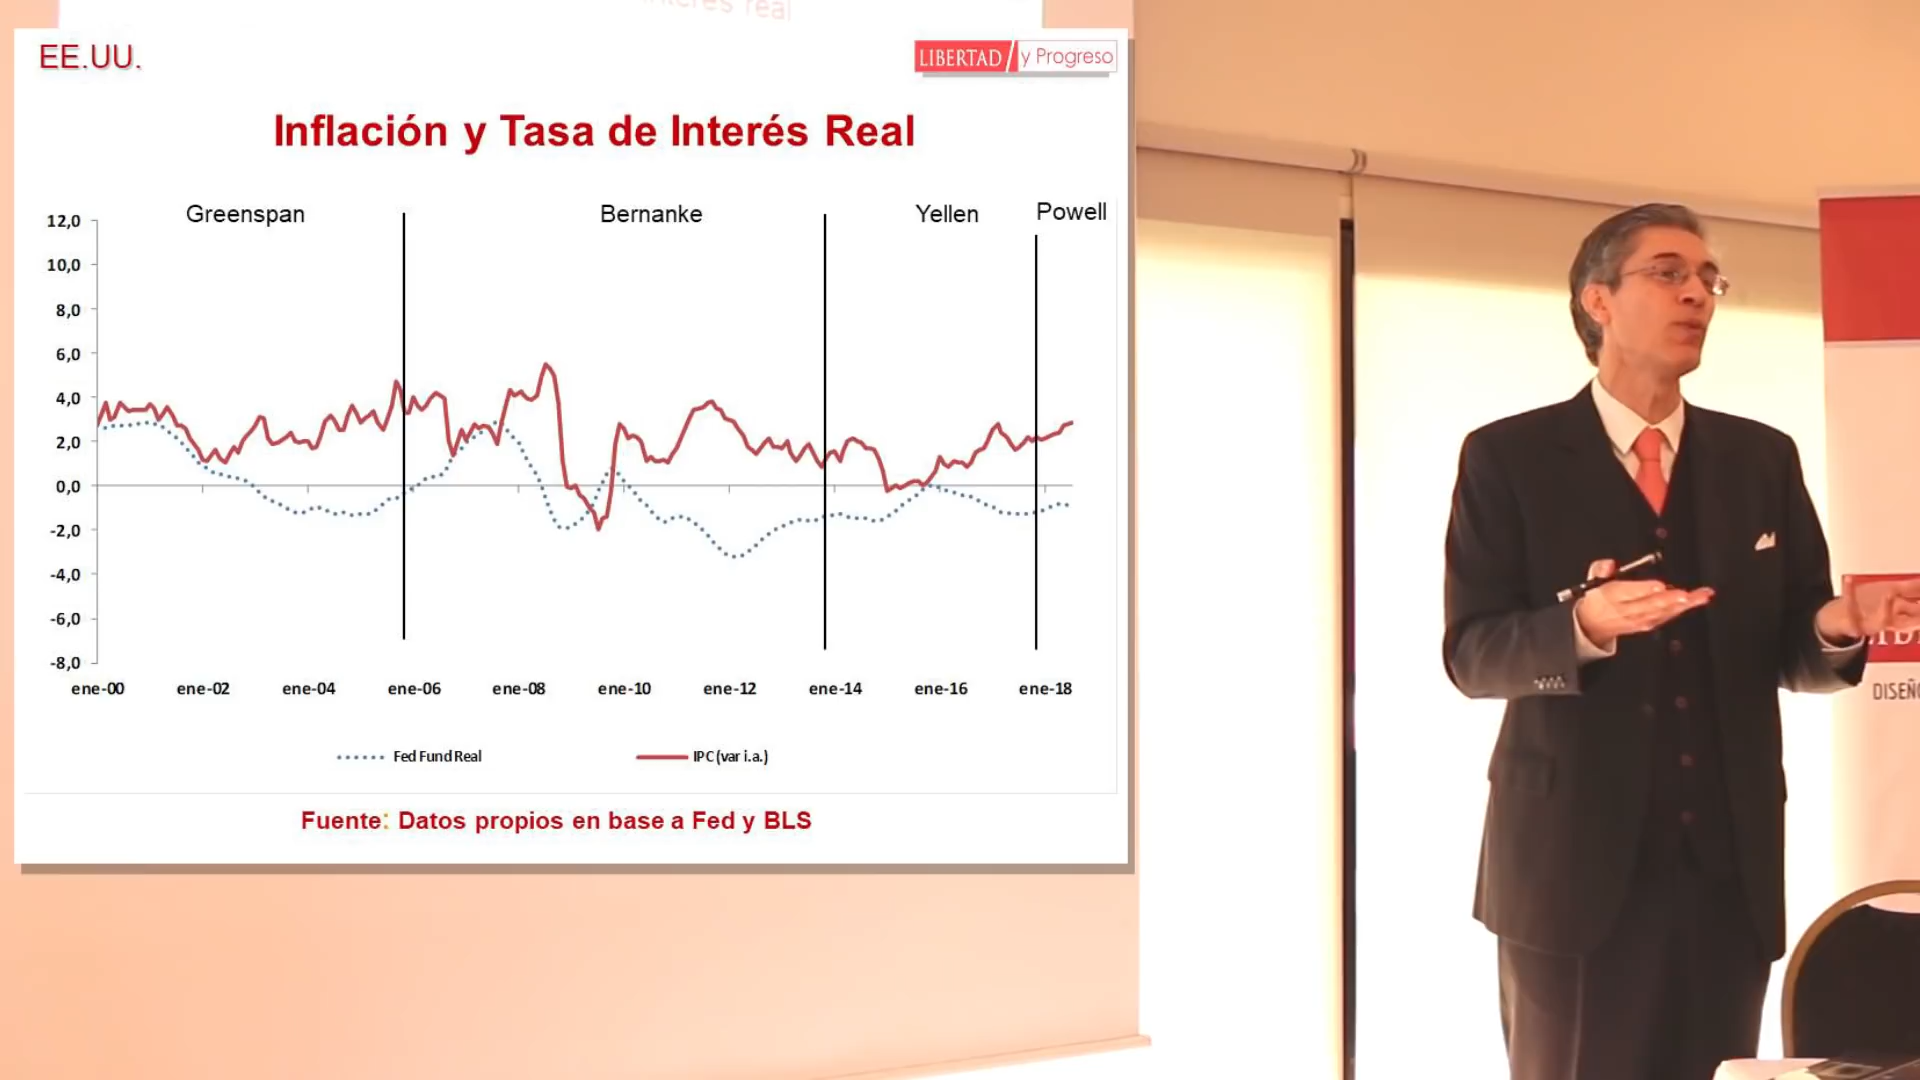 interés real
EE.UU.
LIBERTAD y Progreso
Inflación y Tasa de Interés Real
Greenspan Bernanke Yellen Powell
12,0
10,0
8,0
6,0
4,0
2,0
0,0
-2,0
-4,0
-6,0
-8,0
ene-00 ene-02 ene-04 ene-06 ene-08 ene-10 ene-12 ene-14 ene-16 ene-18
Fed Fund Real IPC (var i.a.)
Fuente: Datos propios en base a Fed y BLS